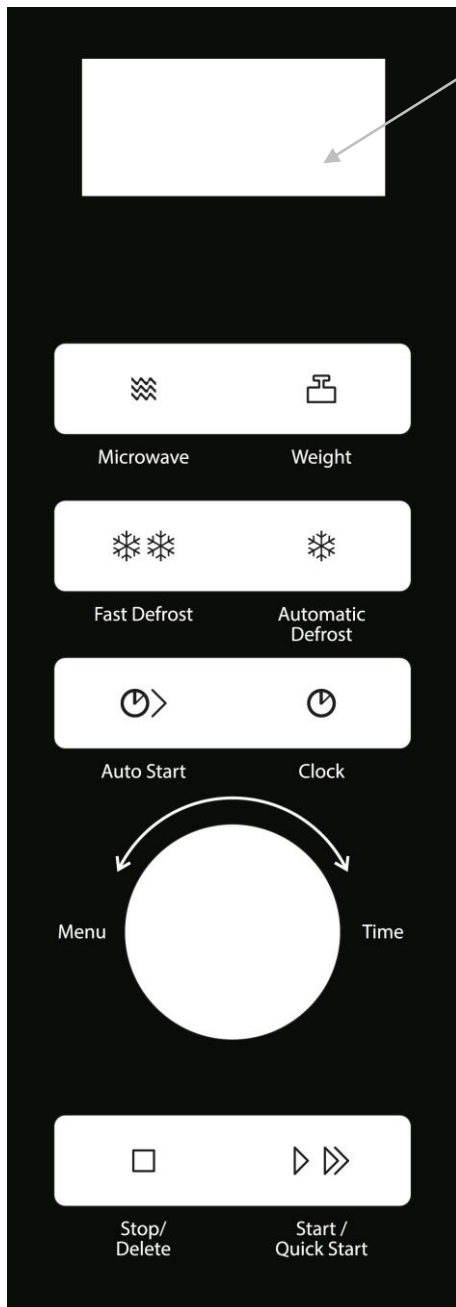 Microwave Weight
Fast Defrost Automatic
Defrost
Auto Start Clock
Menu Time
Stop/ Start /
Delete Quick Start